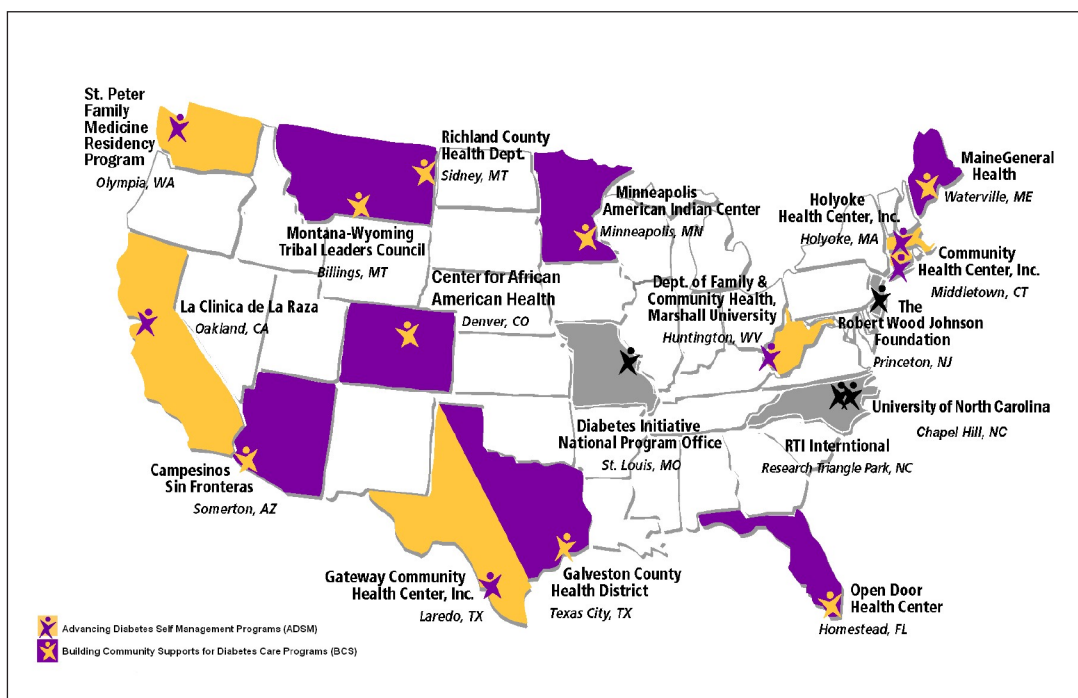 St. Peter
Family
Medicine
Residency
Program
Olympia, WA
Richland County
Health Dept.
Sidney, MT
Montana-Wyoming
Tribal Leaders Council
Billings, MT
Minneapolis
American Indian Center
Minneapolis, MN
MaineGeneral
Health
Waterville, ME
Holyoke
Health Center, Inc.
Holyoke, MA
Community
Health Center, Inc.
Middletown, CT
La Clinica de La Raza
Oakland, CA
Center for African
American Health
Denver, CO
Dept. of Family &
Community Health,
Marshall University
Huntington, WV
The
Robert Wood Johnson
Foundation
Princeton, NJ
University of North Carolina
Chapel Hill, NC
Diabetes Initiative
National Program Office
St. Louis, MO
RTI Interntional
Research Triangle Park, NC
Campesinos
Sin Fronteras
Somerton, AZ
Gateway Community
Health Center, Inc.
Laredo, TX
Galveston County
Health District
Texas City, TX
Open Door
Health Center
Homestead, FL
Advancing Diabetes Self Management Programs (ADSM)
Building Community Supports for Diabetes Care Programs (BCS)